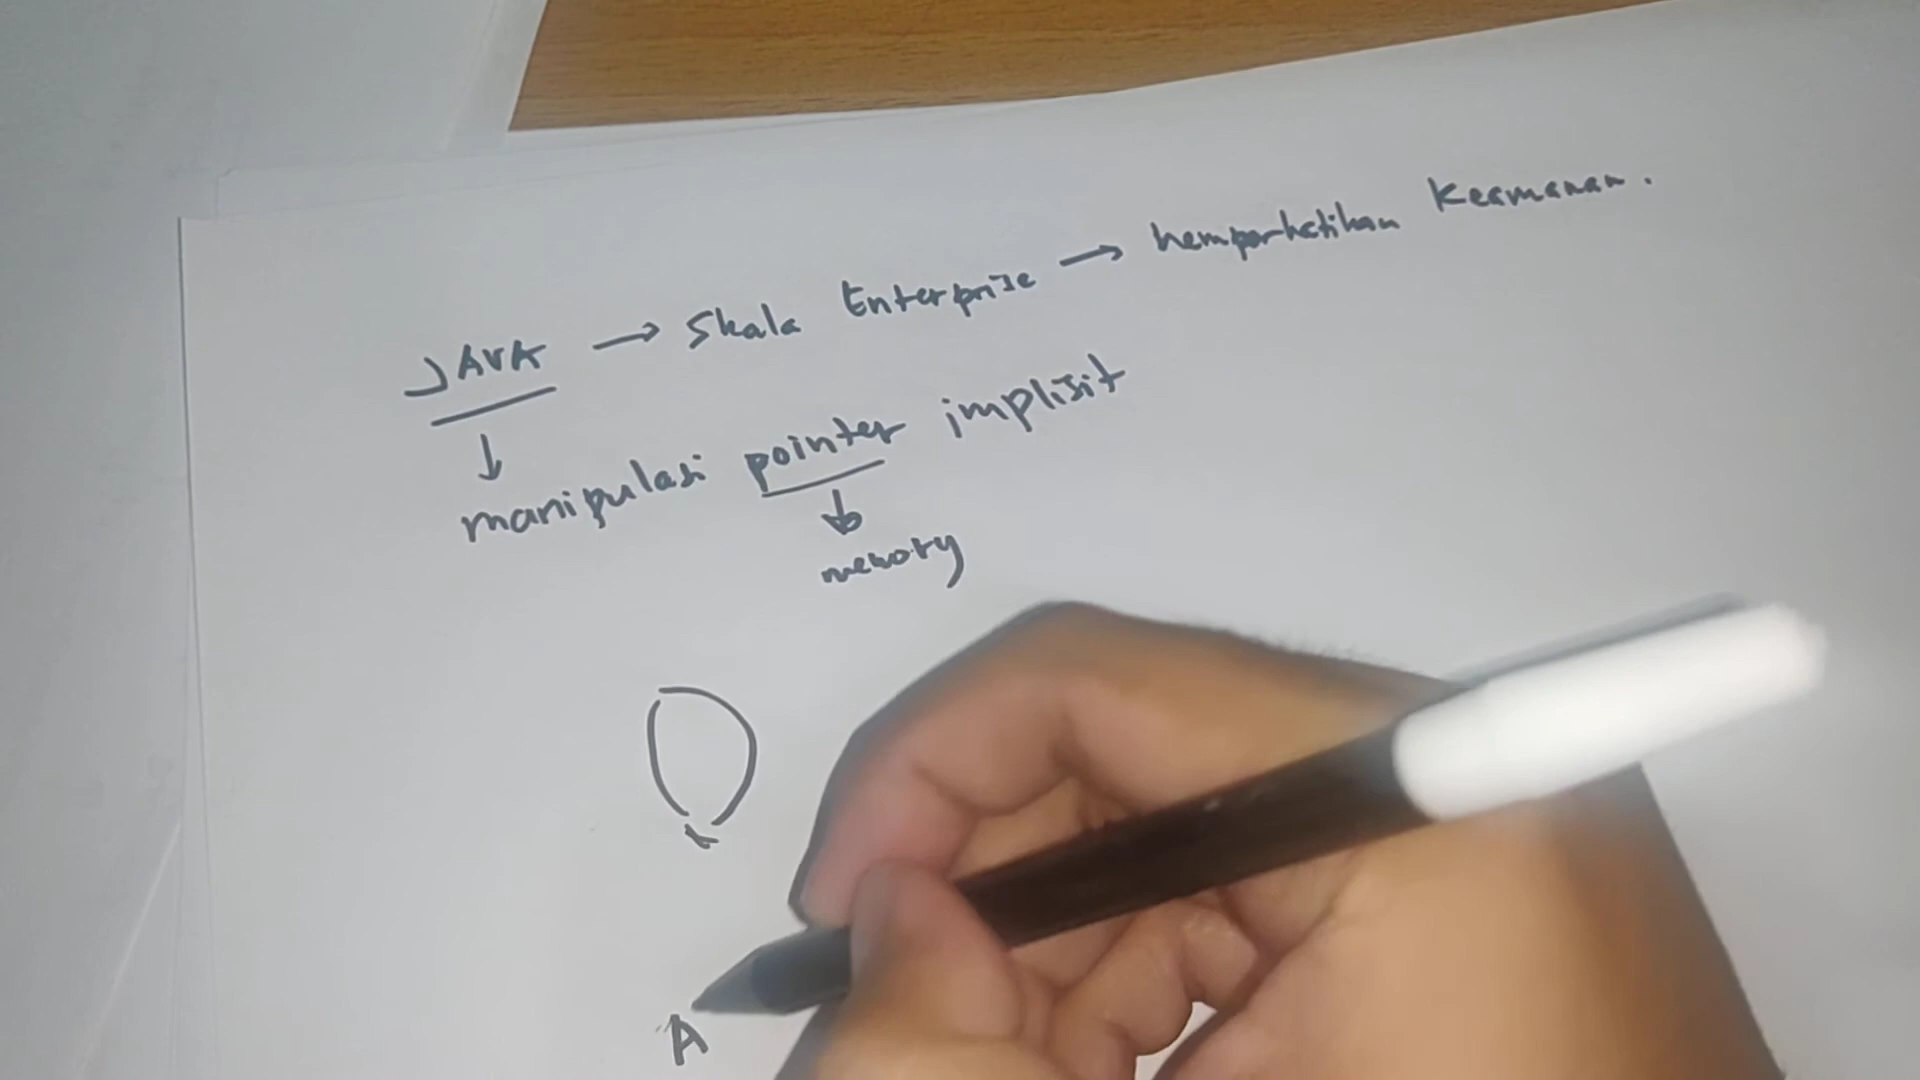 JAVA → Skala Enterprise → memperhatikan Keamanan.
↓
manipulasi pointer implisit
↓
memory
A